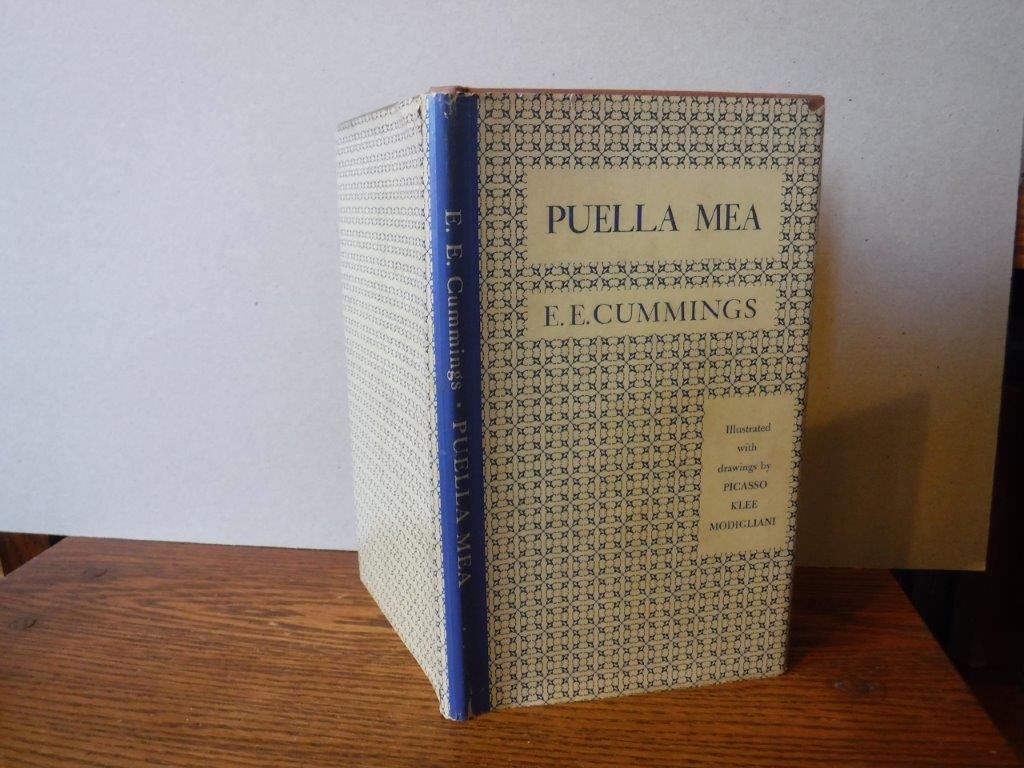 E. E. Cummings · PUELLA MEA
PUELLA MEA
E. E. CUMMINGS
Illustrated
with
drawings by
PICASSO
KLEE
MODIGLIANI